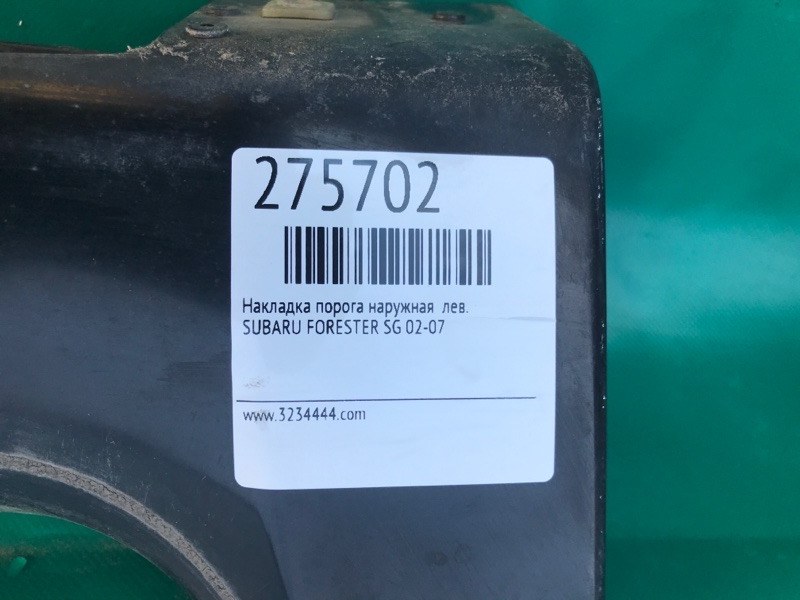 275702
Накладка порога наружная лев.
SUBARU FORESTER SG 02-07
www.3234444.com